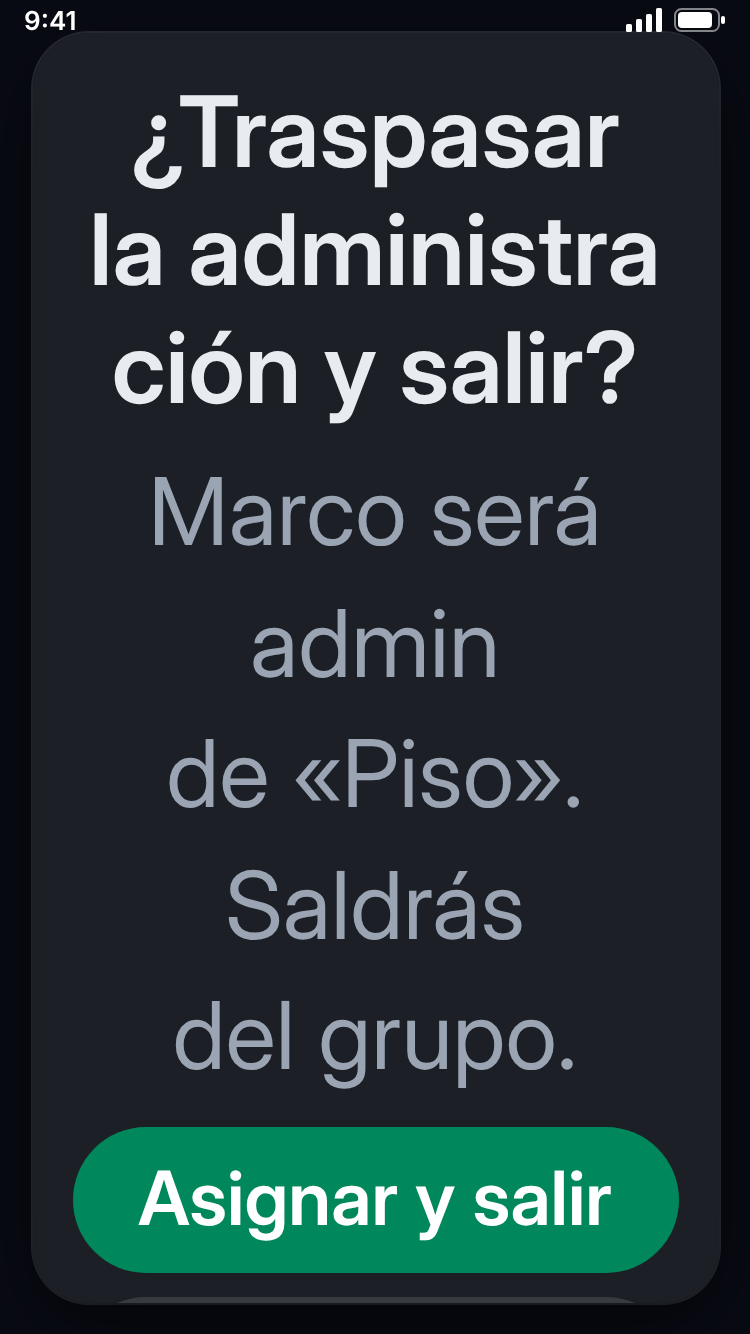 9:41
¿Traspasar
la administra
ción y salir?
Marco será
admin
de «Piso».
Saldrás
del grupo.
Asignar y salir